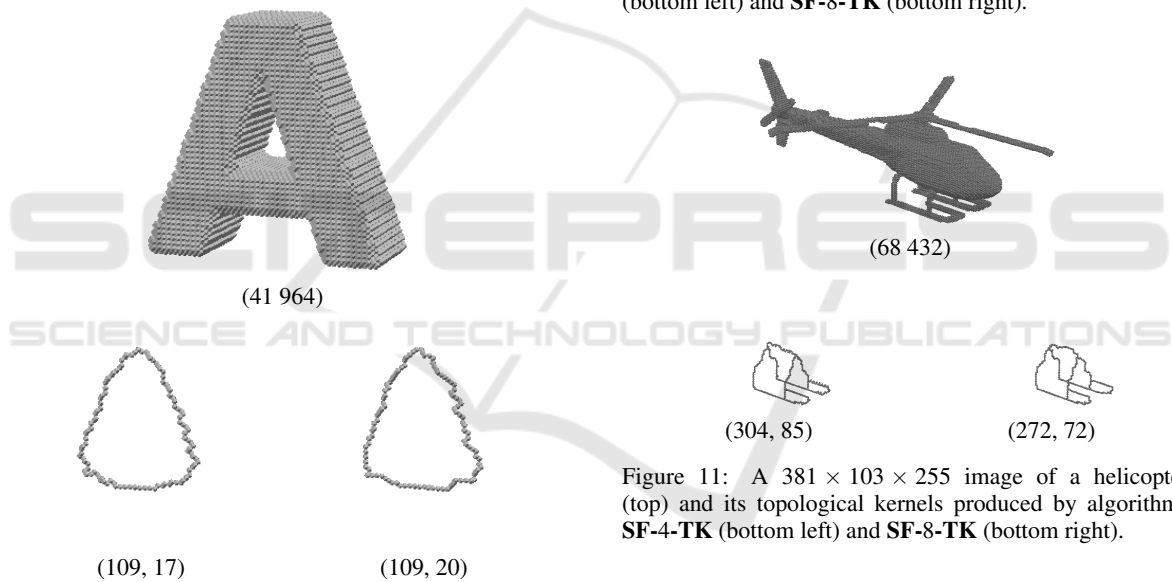 (41 964)
(109, 17) (109, 20)
(bottom left) and SF-8-TK (bottom right).
(68 432)
(304, 85) (272, 72)
Figure 11: A 381 × 103 × 255 image of a
(top) and its topological kernels produced by
SF-4-TK (bottom left) and SF-8-TK (bottom right).
SCITEPRESS
SCIENCE AND TECHNOLOGY PUBLICATIONS